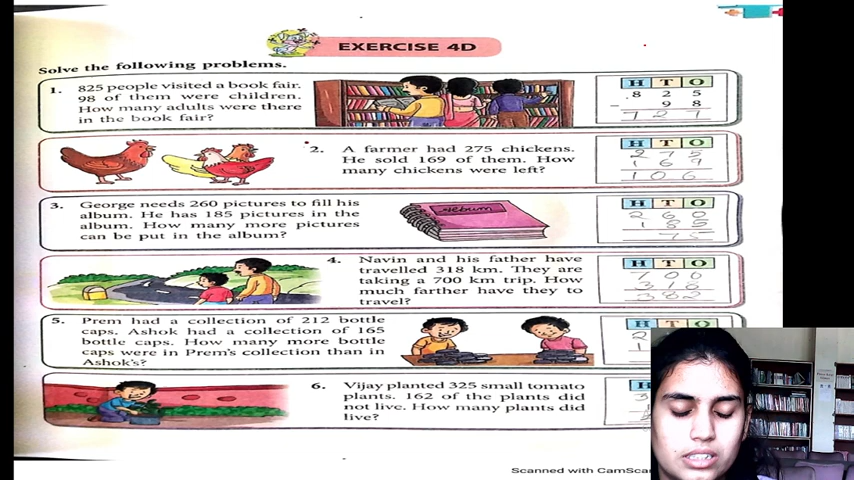 EXERCISE 4D
Solve the following problems.
1. 825 people visited a book fair.
98 of them were children.
How many adults were there
in the book fair?
H T O
8 2 5
- 9 8
7 2 7
2. A farmer had 275 chickens.
He sold 169 of them. How
many chickens were left?
H T O
2 7 5
1 6 9
1 0 6
3. George needs 260 pictures to fill his
album. He has 185 pictures in the
album. How many more pictures
can be put in the album?
Album
H T O
2 6 0
1 8 5
7 5
4. Navin and his father have
travelled 318 km. They are
taking a 700 km trip. How
much farther have they to
travel?
H T O
7 0 0
3 1 8
3 8 2
5. Prem had a collection of 212 bottle
caps. Ashok had a collection of 165
bottle caps. How many more bottle
caps were in Prem's collection than in
Ashok's?
H T O
2
1
6. Vijay planted 325 small tomato
plants. 162 of the plants did
not live. How many plants did
live?
H
3
Scanned with CamSca